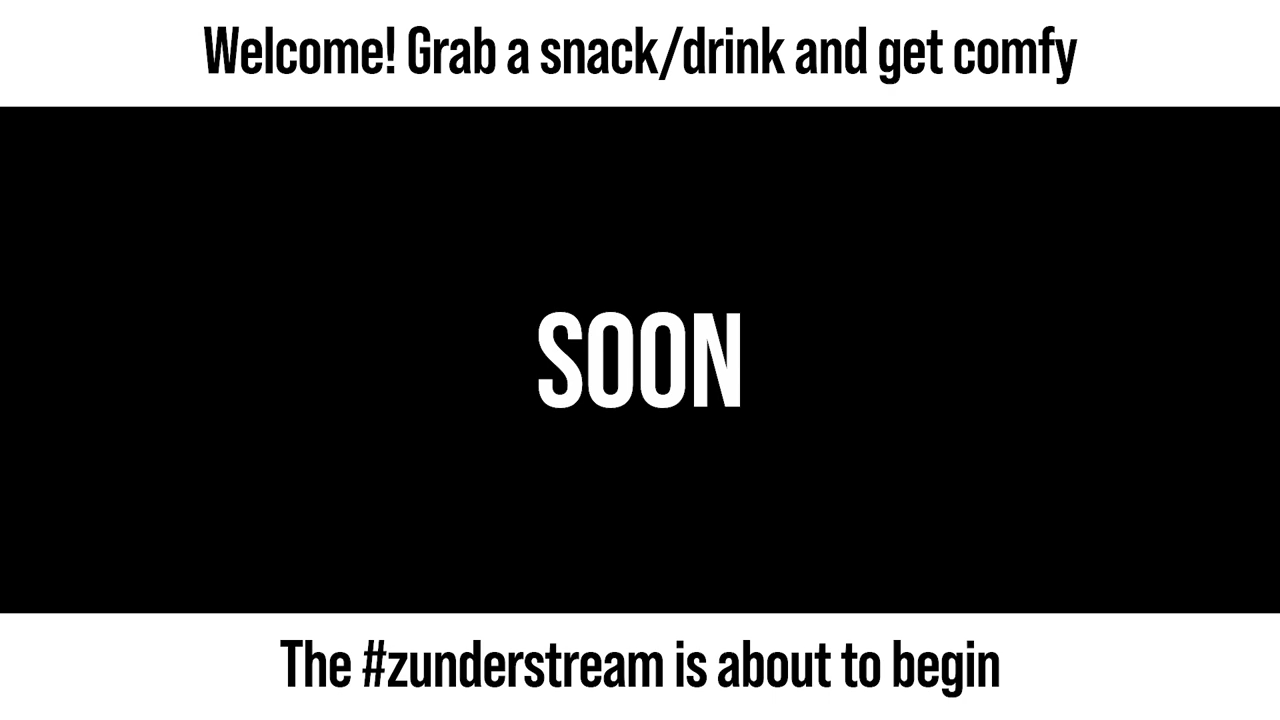 Welcome! Grab a snack/drink and get comfy
SOON
The #zunderstream is about to begin